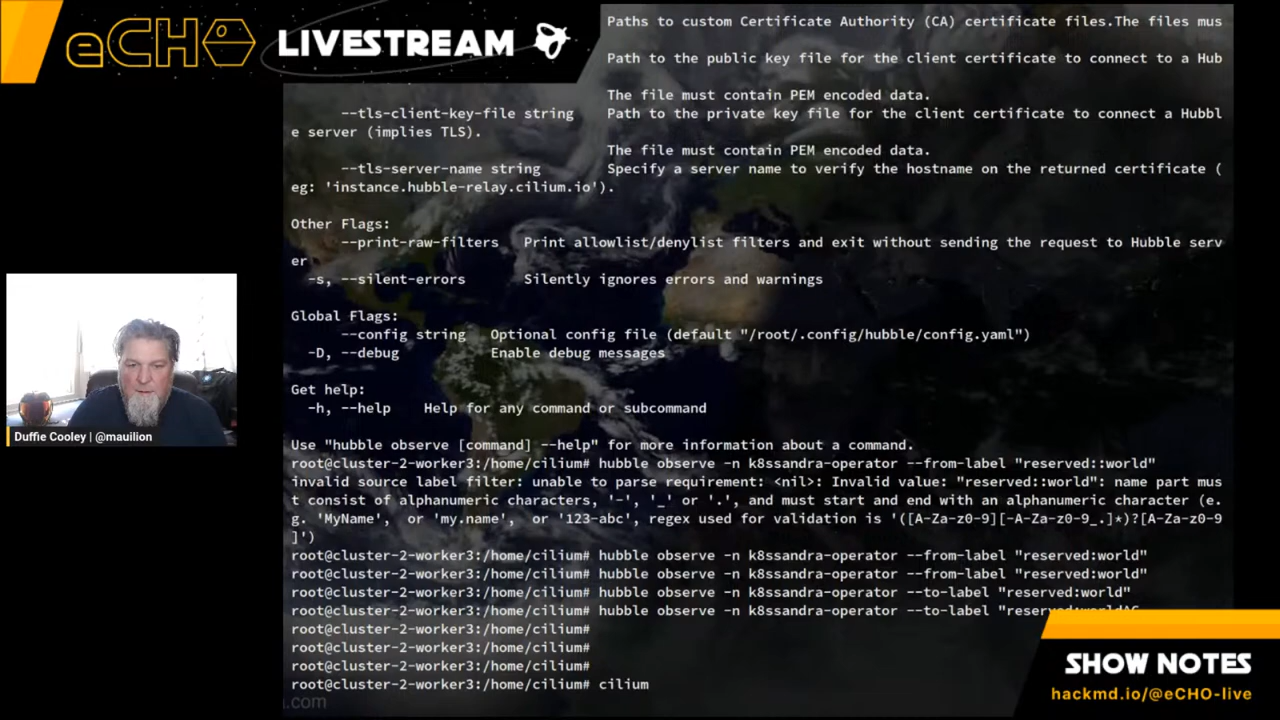 eCHO LIVESTREAM
Paths to custom Certificate Authority (CA) certificate files.The files mus
Path to the public key file for the client certificate to connect to a Hub
The file must contain PEM encoded data.
--tls-client-key-file string Path to the private key file for the client certificate to connect a Hubbl
e server (implies TLS).
The file must contain PEM encoded data.
--tls-server-name string Specify a server name to verify the hostname on the returned certificate (
eg: 'instance.hubble-relay.cilium.io').
Other Flags:
--print-raw-filters Print allowlist/denylist filters and exit without sending the request to Hubble serv
er
-s, --silent-errors Silently ignores errors and warnings
Global Flags:
--config string Optional config file (default "/root/.config/hubble/config.yaml")
-D, --debug Enable debug messages
Get help:
-h, --help Help for any command or subcommand
Use "hubble observe [command] --help" for more information about a command.
root@cluster-2-worker3:/home/cilium# hubble observe -n k8ssandra-operator --from-label "reserved::world"
invalid source label filter: unable to parse requirement: <nil>: Invalid value: "reserved::world": name part mus
t consist of alphanumeric characters, '-', '_' or '.', and must start and end with an alphanumeric character (e.
g. 'MyName', or 'my.name', or '123-abc', regex used for validation is '([A-Za-z0-9][-A-Za-z0-9_.]*)?[A-Za-z0-9
]')
root@cluster-2-worker3:/home/cilium# hubble observe -n k8ssandra-operator --from-label "reserved:world"
root@cluster-2-worker3:/home/cilium# hubble observe -n k8ssandra-operator --from-label "reserved:world"
root@cluster-2-worker3:/home/cilium# hubble observe -n k8ssandra-operator --to-label "reserved:world"
root@cluster-2-worker3:/home/cilium# hubble observe -n k8ssandra-operator --to-label "reserved:world^C
root@cluster-2-worker3:/home/cilium#
root@cluster-2-worker3:/home/cilium#
root@cluster-2-worker3:/home/cilium#
root@cluster-2-worker3:/home/cilium# cilium
.com
Duffie Cooley | @mauilion
SHOW NOTES
hackmd.io/@eCHO-live